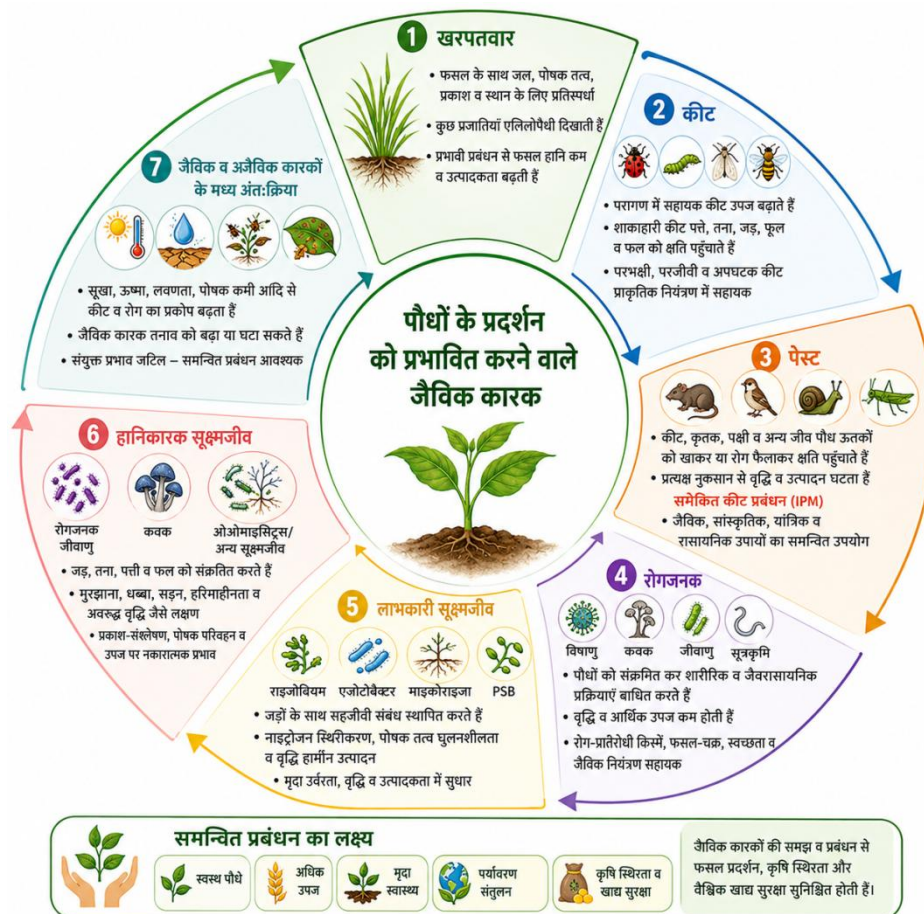 1 खरपतवार
• फसल के साथ जल, पोषक तत्व,
प्रकाश व स्थान के लिए प्रतिस्पर्धा
• कुछ प्रजातियाँ एलिलोपैथी दिखाती हैं
• प्रभावी प्रबंधन से फसल हानि कम
व उत्पादकता बढ़ती हैं
2 कीट
• परागण में सहायक कीट उपज बढ़ाते हैं
• शाकाहारी कीट पत्ते, तना, जड़, फूल
व फल को क्षति पहुँचाते हैं
• परभक्षी, परजीवी व अपघटक कीट
प्राकृतिक नियंत्रण में सहायक
3 पेस्ट
• कीट, कृतक, पक्षी व अन्य जीव पौध ऊतकों
को खाकर या रोग फैलाकर क्षति पहुँचाते हैं
• प्रत्यक्ष नुकसान से वृद्धि व उत्पादन घटता हैं
समेकित कीट प्रबंधन (IPM)
• जैविक, सांस्कृतिक, यांत्रिक व
रासायनिक उपायों का समन्वित उपयोग
4 रोगजनक
विषाणु कवक जीवाणु सूत्रकृमि
• पौधों को संक्रमित कर शारीरिक व जैवरासायनिक
प्रक्रियाएँ बाधित करते हैं
• वृद्धि व आर्थिक उपज कम होती हैं
• रोग-प्रातेरोधी किस्में, फसल-चक्र, स्वच्छता व
जैविक नियंत्रण सहायक
5 लाभकारी सूक्ष्मजीव
राइजोबियम एजोटोबैक्टर माइकोराइजा PSB
• जड़ों के साथ सहजीवी संबंध स्थापित करते हैं
• नाइट्रोजन स्थिरीकरण, पोषक तत्व घुलनशीलता
व वृद्धि हार्मीन उत्पादन
• मृदा उर्वरता, वृद्धि व उत्पादकता में सुधार
6 हानिकारक सूक्ष्मजीव
रोगजनक
जीवाणु
कवक
ओओमाइसिट्स/
अन्य सूक्ष्मजीव
• जड़, तना, पत्ती व फल को संक्रतित करते हैं
• मुरझाना, धब्बा, सड़न, हरिमाहीनता व
अवरुद्ध वृद्धि जैसे लक्षण
• प्रकाश-संश्लेषण, पोषक परिवहन व
उपज पर नकारात्मक प्रभाव
7 जैविक व अजैविक कारकों
के मध्य अंत:क्रिया
• सूखा, ऊष्मा, लवणता, पोषक कमी आदि से
कीट व रोग का प्रकोप बढ़ता हैं
• जैविक कारक तनाव को बढ़ा या घटा सकते हैं
• संयुक्त प्रभाव जटिल – समन्वित प्रबंधन आवश्यक
पौधों के प्रदर्शन
को प्रभावित करने वाले
जैविक कारक
समन्वित प्रबंधन का लक्ष्य
स्वस्थ पौधे
अधिक
उपज
मृदा
स्वास्थ्य
पर्यावरण
संतुलन
कृषि स्थिरता व
खाद्य सुरक्षा
जैविक कारकों की समझ व प्रबंधन से
फसल प्रदर्शन, कृषि स्थिरता और
वैश्विक खाद्य सुरक्षा सुनिश्चित होती हैं।